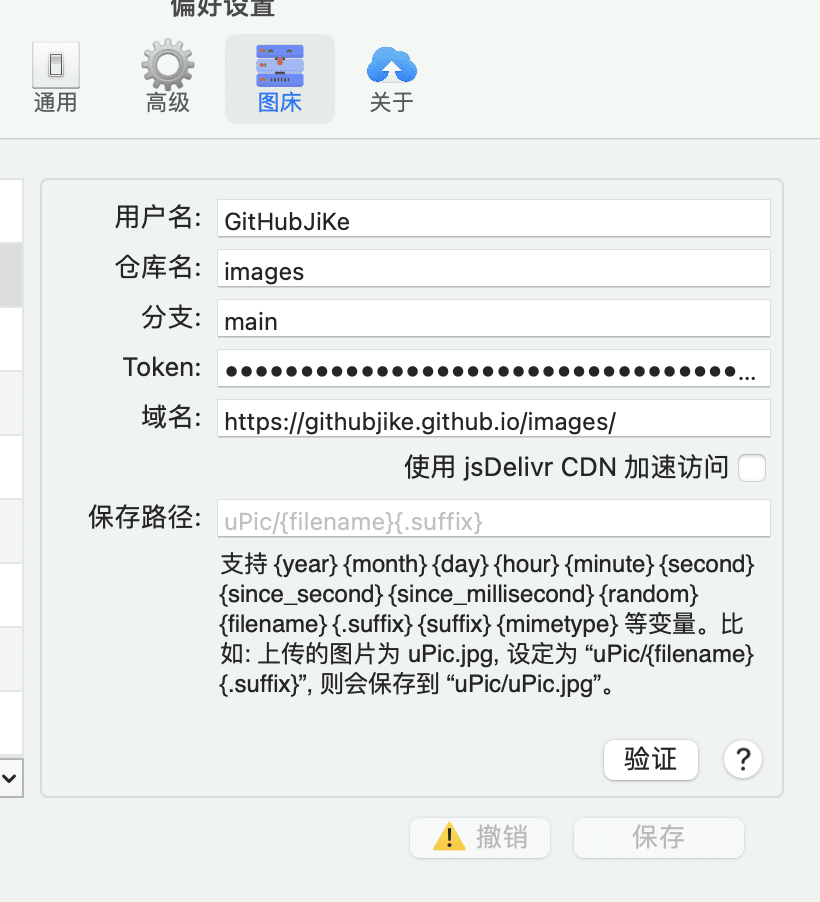 偏好设置
通用
高级
图床
关于
用户名: GitHubJiKe
仓库名: images
分支: main
Token: ●●●●●●●●●●●●●●●●●●●●●●●●●●●●●●●●●●...
域名: https://githubjike.github.io/images/
使用 jsDelivr CDN 加速访问
保存路径: uPic/{filename}{.suffix}
支持 {year} {month} {day} {hour} {minute} {second}
{since_second} {since_millisecond} {random}
{filename} {.suffix} {suffix} {mimetype} 等变量。比
如: 上传的图片为 uPic.jpg, 设定为 “uPic/{filename}
{.suffix}”, 则会保存到 “uPic/uPic.jpg”。
验证
?
撤销
保存